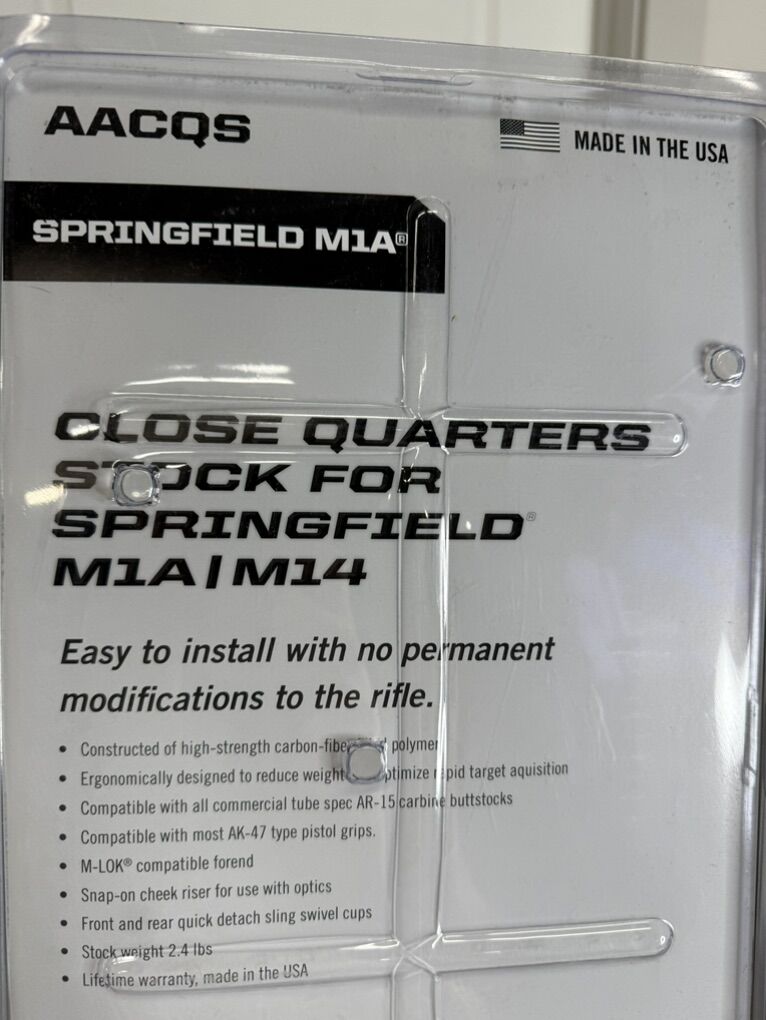 AACQS
MADE IN THE USA
SPRINGFIELD M1A®
CLOSE QUARTERS
STOCK FOR
SPRINGFIELD®
M1A | M14
Easy to install with no permanent
modifications to the rifle.
• Constructed of high-strength carbon-fiber polymer
• Ergonomically designed to reduce weight optimize rapid target aquisition
• Compatible with all commercial tube spec AR-15 carbine buttstocks
• Compatible with most AK-47 type pistol grips.
• M-LOK® compatible forend
• Snap-on cheek riser for use with optics
• Front and rear quick detach sling swivel cups
• Stock weight 2.4 lbs
• Lifetime warranty, made in the USA